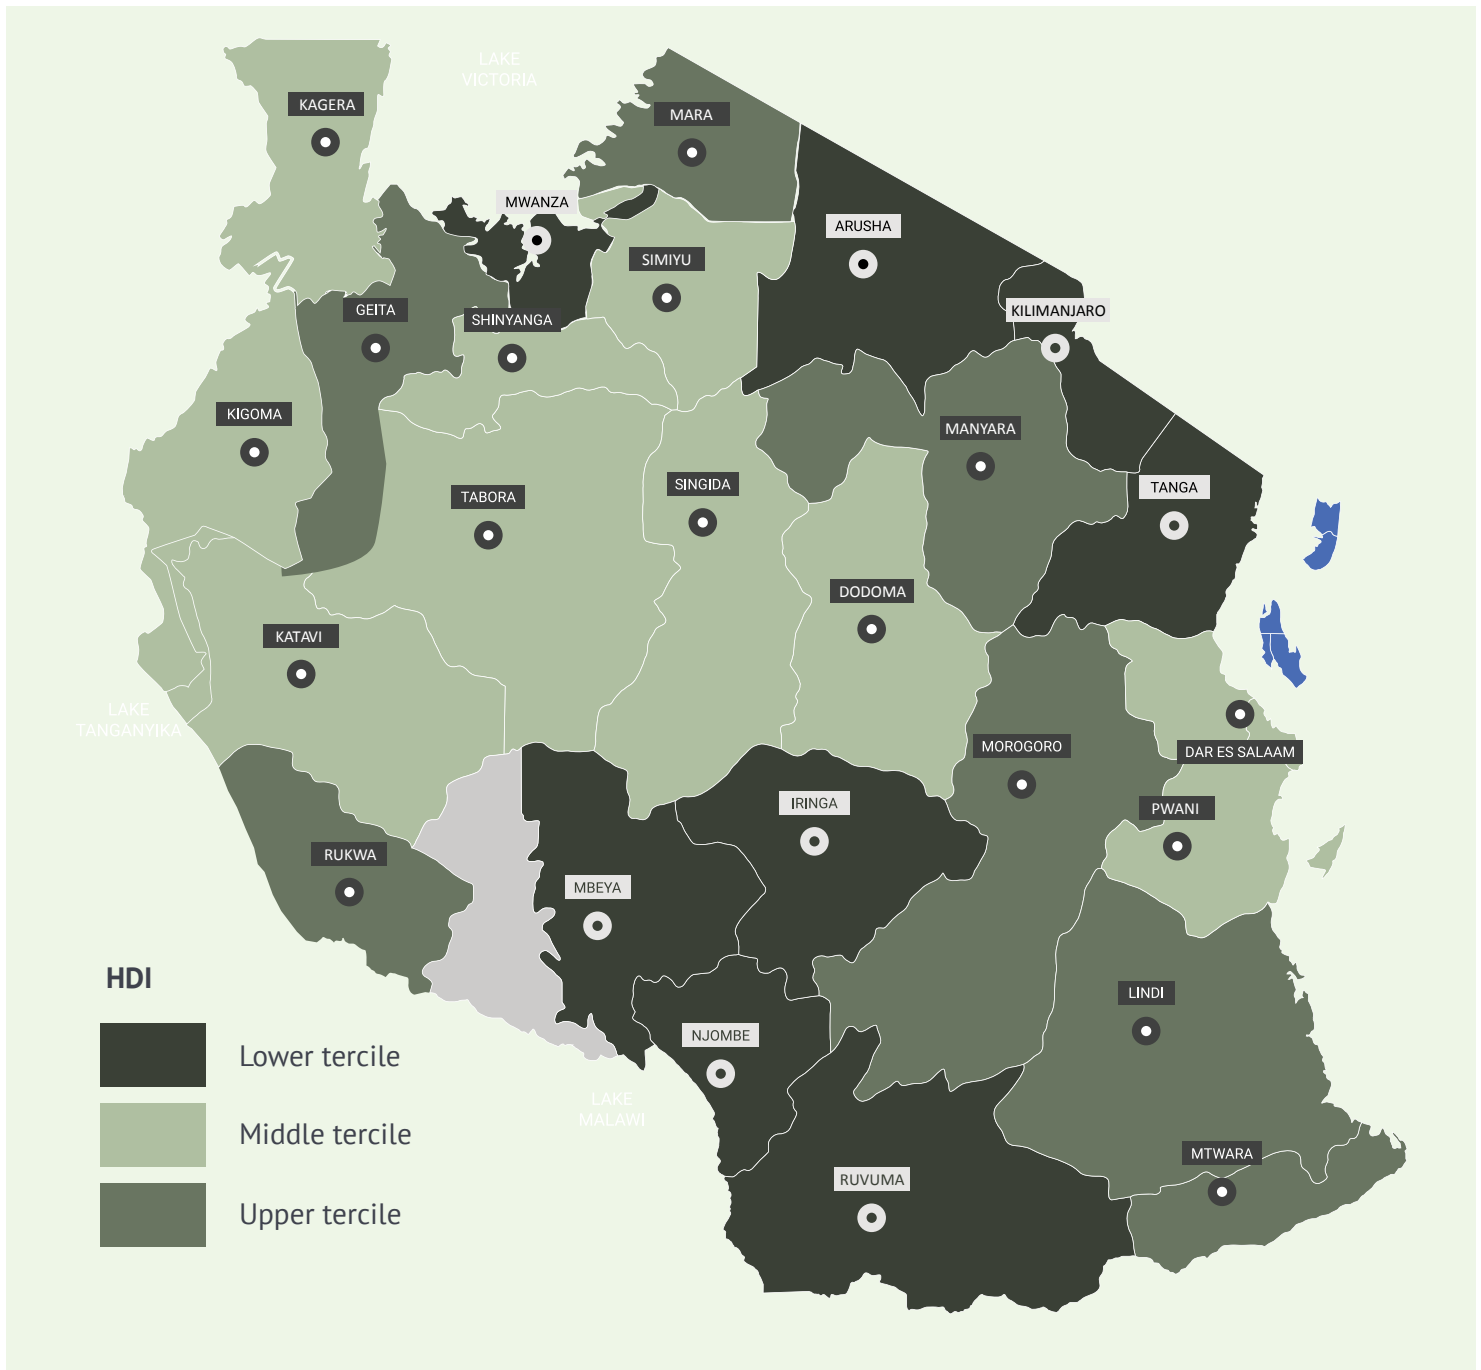 LAKE
VICTORIA
KAGERA
MARA
MWANZA
ARUSHA
SIMIYU
GEITA
SHINYANGA
KILIMANJARO
KIGOMA
MANYARA
TABORA
SINGIDA
TANGA
DODOMA
KATAVI
LAKE
TANGANYIKA
MOROGORO
DAR ES SALAAM
IRINGA
PWANI
RUKWA
MBEYA
LINDI
NJOMBE
LAKE
MALAWI
MTWARA
RUVUMA
HDI
Lower tercile
Middle tercile
Upper tercile